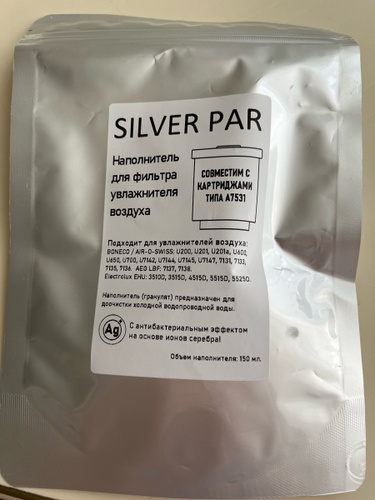 SILVER PAR
Наполнитель
для фильтра
увлажнителя
воздуха
СОВМЕСТИМ С
КАРТРИДЖАМИ
ТИПА A7531
Подходит для увлажнителей воздуха:
BONECO / AIR-O-SWISS: U200, U201, U201a, U600,
U650, U700, U7142, U7144, U7145, U7147, 7131, 7133,
7135, 7136. AEG LBF: 7137, 7138.
Electrolux EHU: 3510D, 3515D, 4515D, 5515D, 5525D.
Наполнитель (гранулят) предназначен для
доочистки холодной водопроводной воды.
Ag
С антибактериальным эффектом
на основе ионов серебра!
Объем наполнителя: 150 мл.